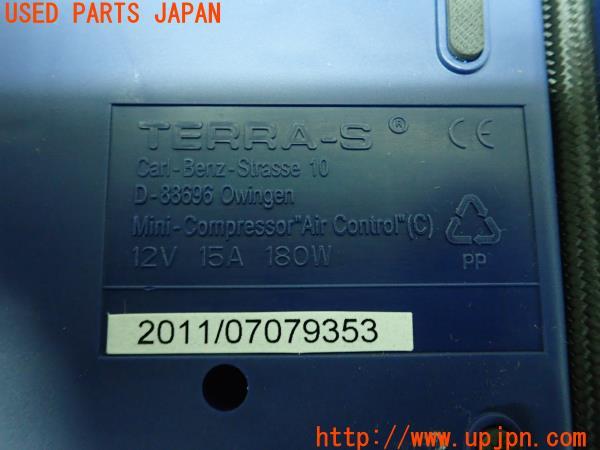 USED PARTS JAPAN
TERRA-S ® CE
Carl-Benz-Strasse 10
D-88696 Owingen
Mini-Compressor "Air Control" (C)
12V 15A 180W
PP
2011/07079353
http://www.upjpn.com/